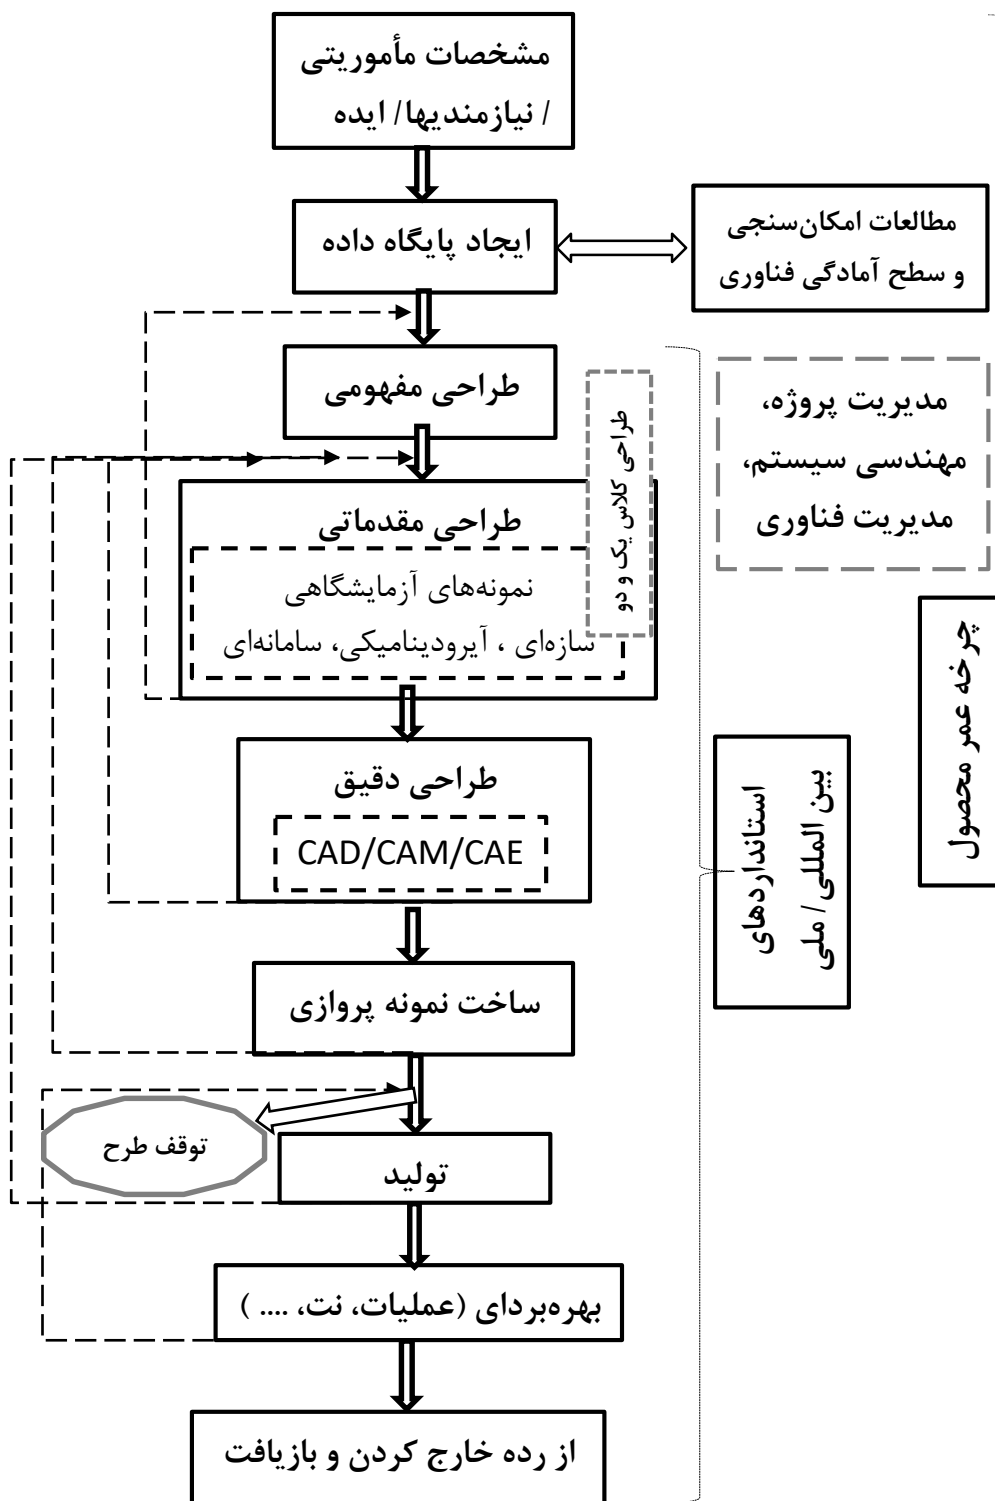 مشخصات مأموریتی
/ نیازمندیها/ ایده
ایجاد پایگاه داده
مطالعات امکان‌سنجی
و سطح آمادگی فناوری
طراحی مفهومی
طراحی کلاس یک و دو
مدیریت پروژه،
مهندسی سیستم،
مدیریت فناوری
طراحی مقدماتی
نمونه‌های آزمایشگاهی
سازه‌ای ، آیرودینامیکی، سامانه‌ای
چرخه عمر محصول
استانداردهای
بین المللی / ملی
طراحی دقیق
CAD/CAM/CAE
ساخت نمونه پروازی
توقف طرح
تولید
بهره‌بردای (عملیات، نت، .... )
از رده خارج کردن و بازیافت